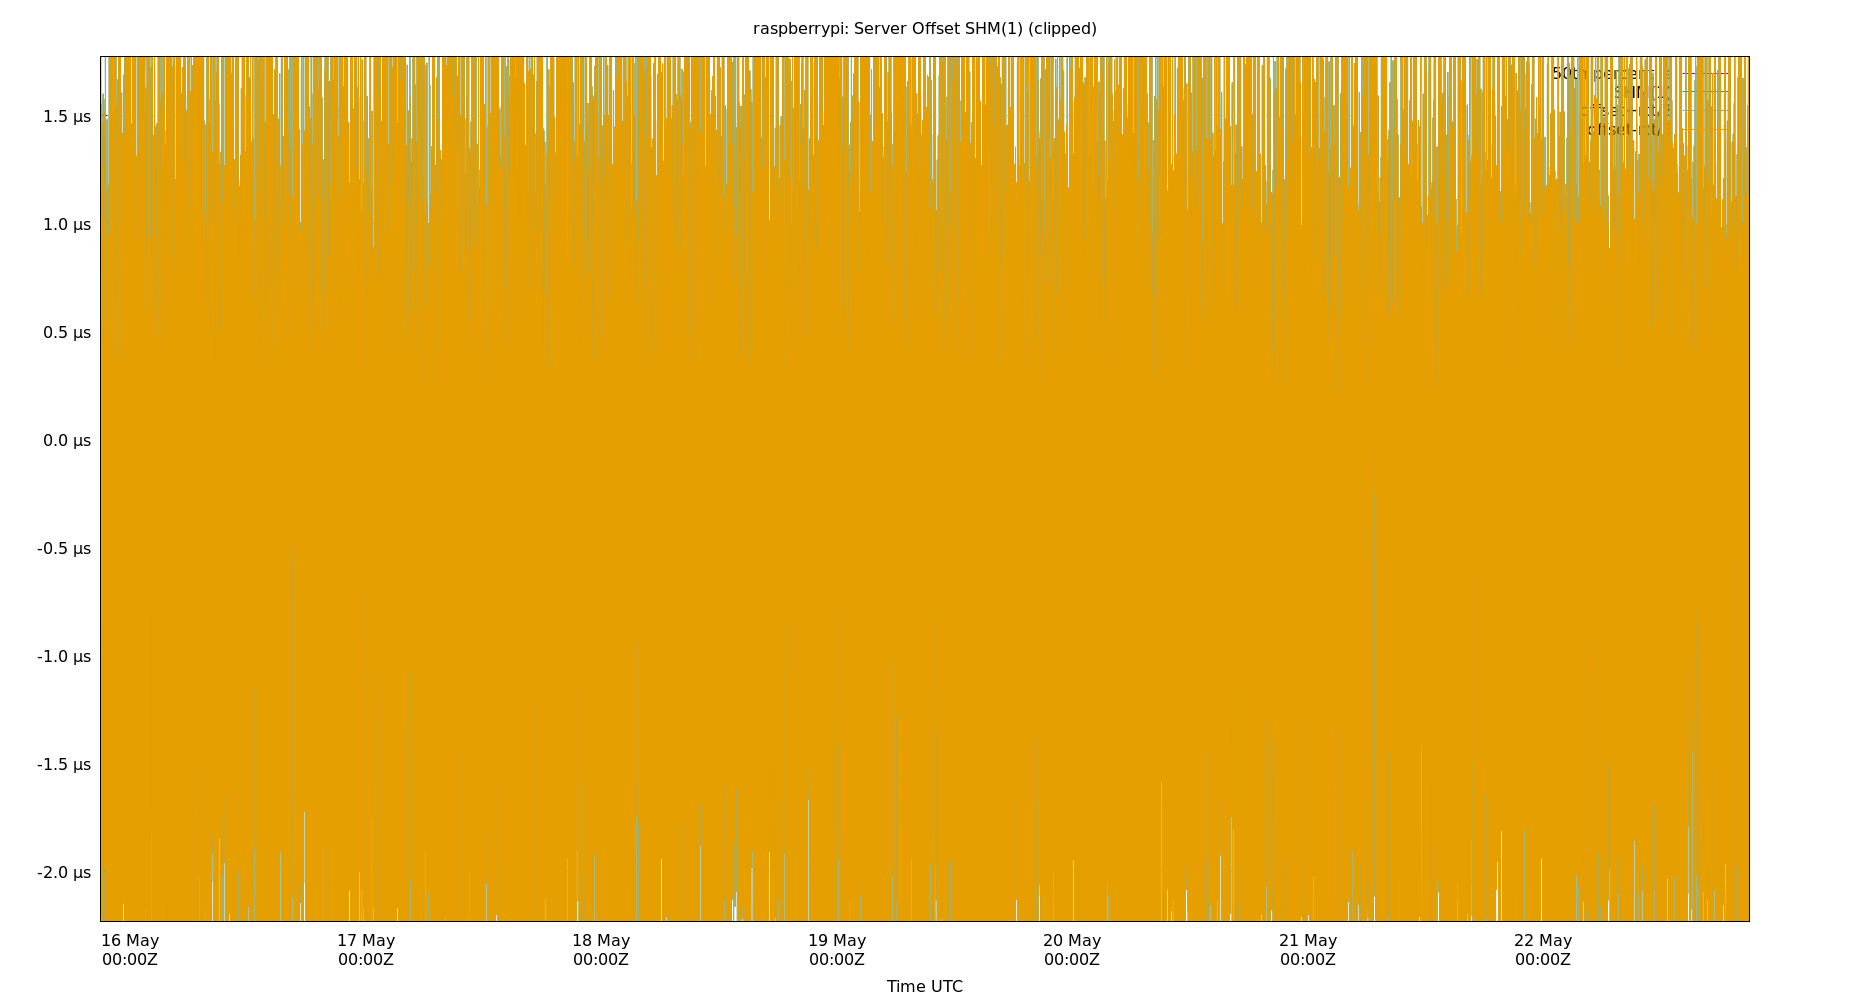 raspberrypi: Server Offset SHM(1) (clipped)
1.5 µs
1.0 µs
0.5 µs
0.0 µs
-0.5 µs
-1.0 µs
-1.5 µs
-2.0 µs
16 May 17 May 18 May 19 May 20 May 21 May 22 May
00:00Z 00:00Z 00:00Z 00:00Z 00:00Z 00:00Z 00:00Z
Time UTC